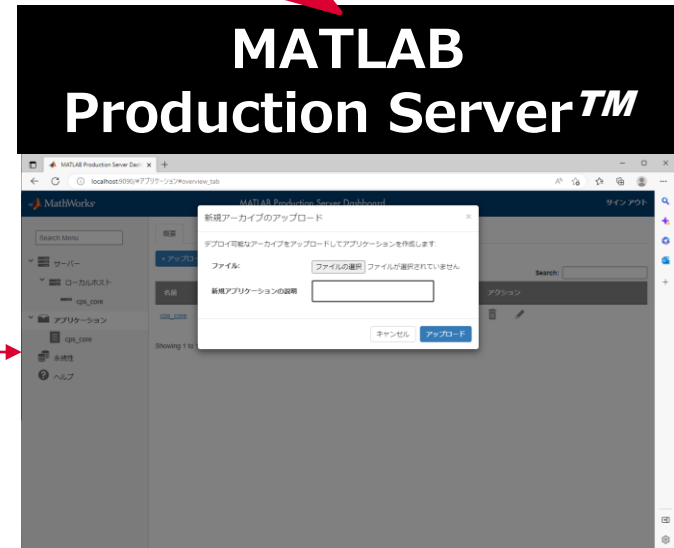 MATLAB
Production Server™
MATLAB Production Server Dash
localhost:9090/#アプリケーション#overview_tab
MathWorks
MATLAB Production Server Dashboard
サインアウト
Search Menu
サーバー
ローカルホスト
cps_core
アプリケーション
cps_core
永続性
ヘルプ
概要
+ アップロー
Search:
名前
アクション
cps_core
Showing 1 to
新規アーカイブのアップロード
×
デプロイ可能なアーカイブをアップロードしてアプリケーションを作成します:
ファイル:
ファイルの選択 ファイルが選択されていません
新規アプリケーションの説明
キャンセル
アップロード